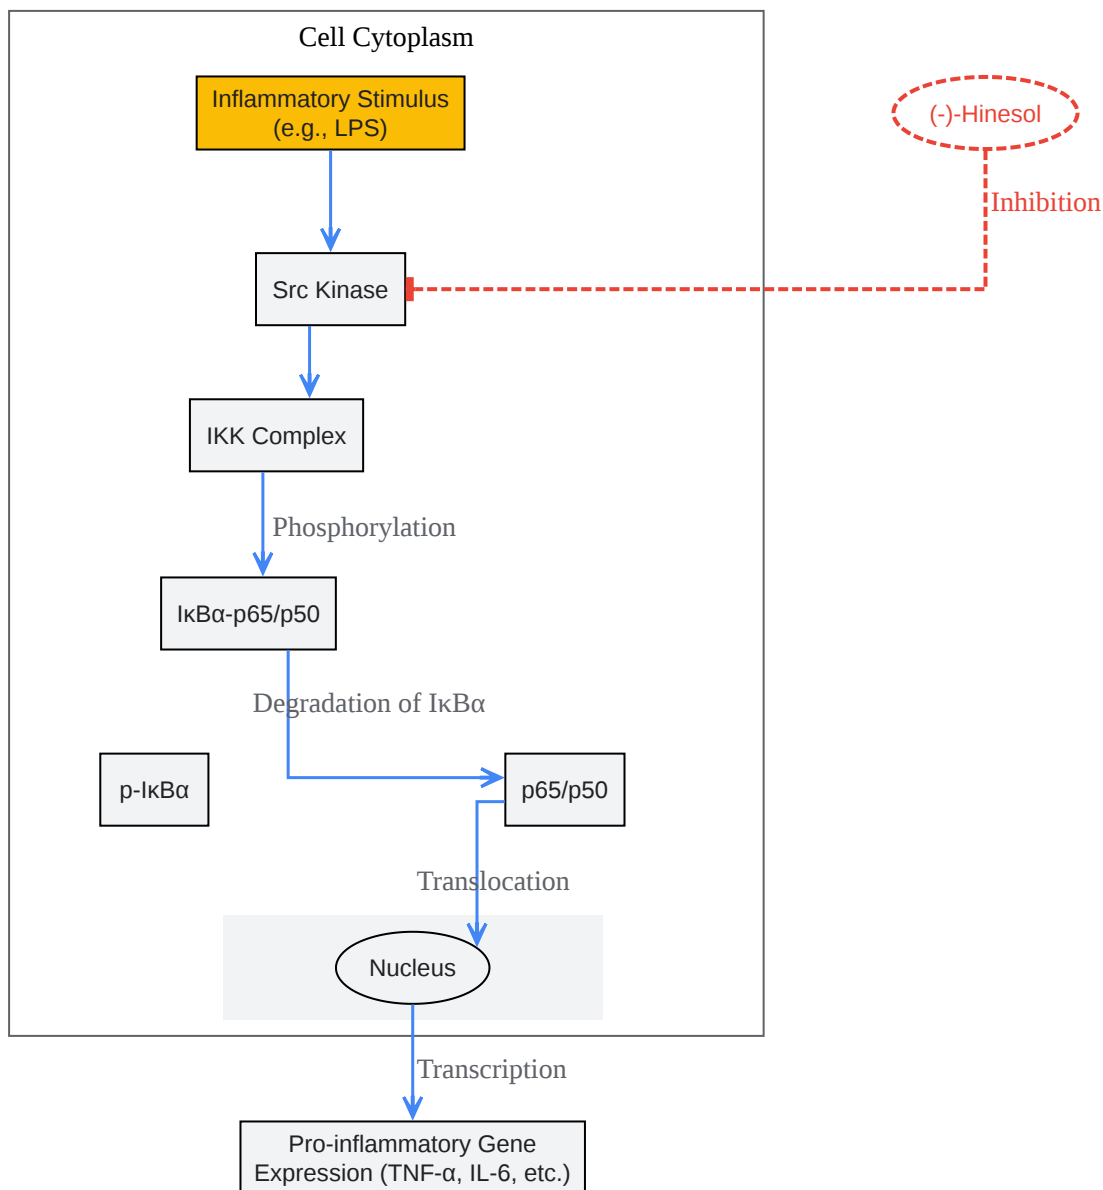 Cell Cytoplasm
Inflammatory Stimulus
(e.g., LPS)
(-)-Hinesol
Inhibition
Src Kinase
IKK Complex
Phosphorylation
IκBα-p65/p50
Degradation of IκBα
p-IκBα
p65/p50
Translocation
Nucleus
Transcription
Pro-inflammatory Gene
Expression (TNF-α, IL-6, etc.)